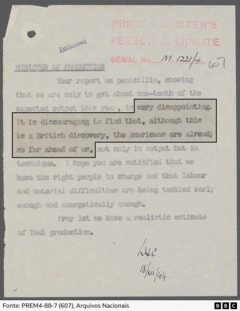 PRIME MINISTER'S
PERSONAL MINUTE
SERIAL No. M 1221/4
MINISTER OF PRODUCTION
Your report on penicillin, showing
that we are only to get about one-tenth of the
expected output this year, is very disappointing.
It is discouraging to find that, although this
is a British discovery, the Americans are already
so far ahead of us, not only in output but in
technique. I hope you are satisfied that we
have the right people in charge and that labour
and material difficulties are being tackled early
enough and energetically enough.
Pray let me have a realistic estimate
of production.
Fonte: PREM4-88-7 (607), Arquivos Nacionais
BBC